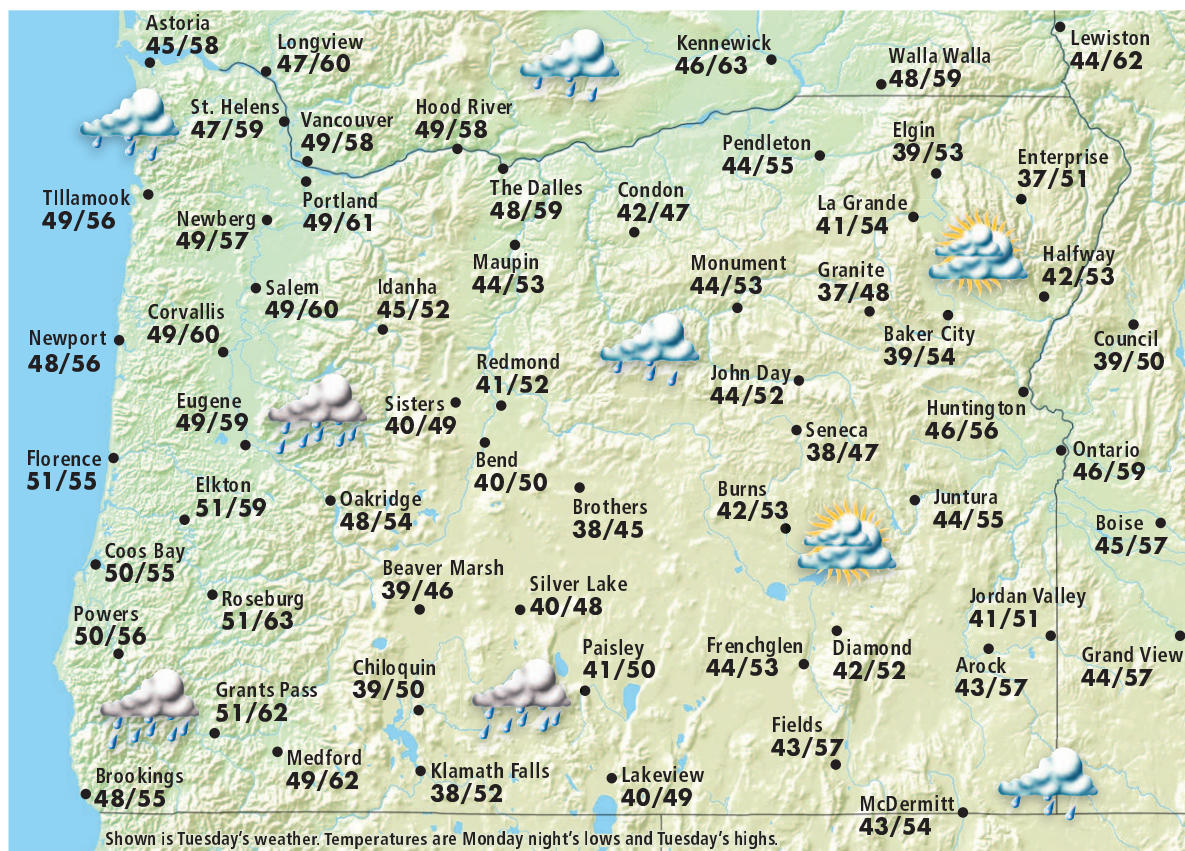 Astoria
45/58
Longview
47/60
Kennewick
46/63
Walla Walla
48/59
Lewiston
44/62
St. Helens
47/59
Vancouver
49/58
Hood River
49/58
Pendleton
44/55
Elgin
39/53
Enterprise
37/51
TIllamook
49/56
Newberg
49/57
Portland
49/61
The Dalles
48/59
Condon
42/47
La Grande
41/54
Maupin
44/53
Monument
44/53
Granite
37/48
Halfway
42/53
Salem
49/60
Idanha
45/52
Corvallis
49/60
Newport
48/56
Baker City
39/54
Council
39/50
Redmond
41/52
John Day
44/52
Eugene
49/59
Sisters
40/49
Huntington
46/56
Seneca
38/47
Florence
51/55
Bend
40/50
Ontario
46/59
Elkton
51/59
Oakridge
48/54
Brothers
38/45
Burns
42/53
Juntura
44/55
Boise
45/57
Coos Bay
50/55
Beaver Marsh
39/46
Silver Lake
40/48
Roseburg
51/63
Jordan Valley
41/51
Powers
50/56
Paisley
41/50
Frenchglen
44/53
Diamond
42/52
Arock
43/57
Grand View
44/57
Chiloquin
39/50
Grants Pass
51/62
Fields
43/57
Medford
49/62
Klamath Falls
38/52
Lakeview
40/49
Brookings
48/55
McDermitt
43/54
Shown is Tuesday's weather. Temperatures are Monday night's lows and Tuesday's highs.